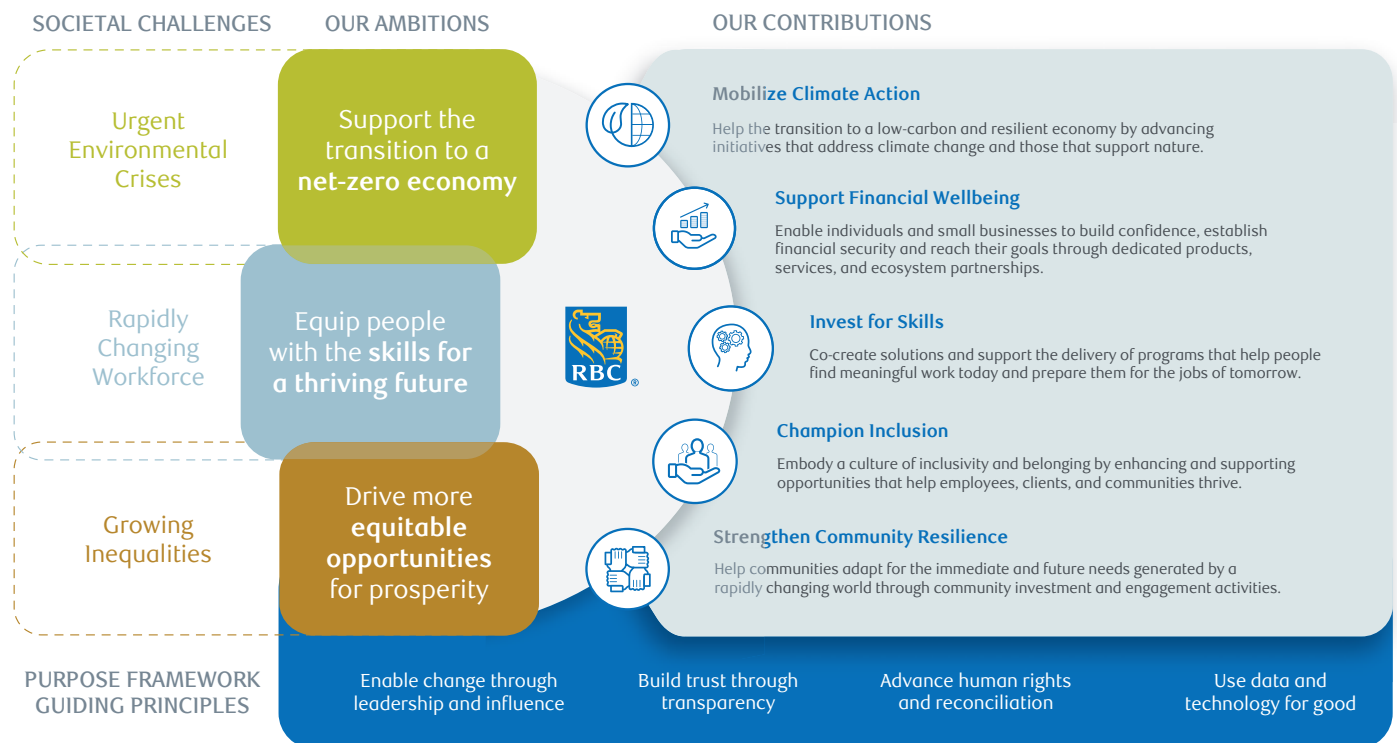 SOCIETAL CHALLENGES
OUR AMBITIONS
OUR CONTRIBUTIONS
Urgent
Environmental
Crises
Support the
transition to a
net-zero economy
Rapidly
Changing
Workforce
Equip people
with the skills for
a thriving future
Growing
Inequalities
Drive more
equitable
opportunities
for prosperity
RBC
®
Mobilize Climate Action
Help the transition to a low-carbon and resilient economy by advancing
initiatives that address climate change and those that support nature.
Support Financial Wellbeing
Enable individuals and small businesses to build confidence, establish
financial security and reach their goals through dedicated products,
services, and ecosystem partnerships.
Invest for Skills
Co-create solutions and support the delivery of programs that help people
find meaningful work today and prepare them for the jobs of tomorrow.
Champion Inclusion
Embody a culture of inclusivity and belonging by enhancing and supporting
opportunities that help employees, clients, and communities thrive.
Strengthen Community Resilience
Help communities adapt for the immediate and future needs generated by a
rapidly changing world through community investment and engagement activities.
PURPOSE FRAMEWORK
GUIDING PRINCIPLES
Enable change through
leadership and influence
Build trust through
transparency
Advance human rights
and reconciliation
Use data and
technology for good